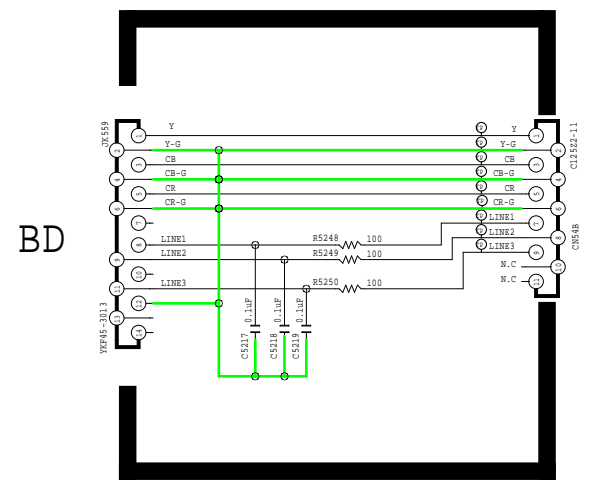 BD
JK559
YKF45-3013
1
2
3
4
5
6
7
8
9
10
11
12
13
14
Y
Y-G
CB
CB-G
CR
CR-G
LINE1
LINE2
LINE3
R5248 100
R5249 100
R5250 100
0.1uF
C5217
0.1uF
C5218
0.1uF
C5219
Y
Y-G
CB
CB-G
CR
CR-G
LINE1
LINE2
LINE3
N.C
N.C
1
2
3
4
5
6
7
8
9
10
11
C125Z2-11
CN54B